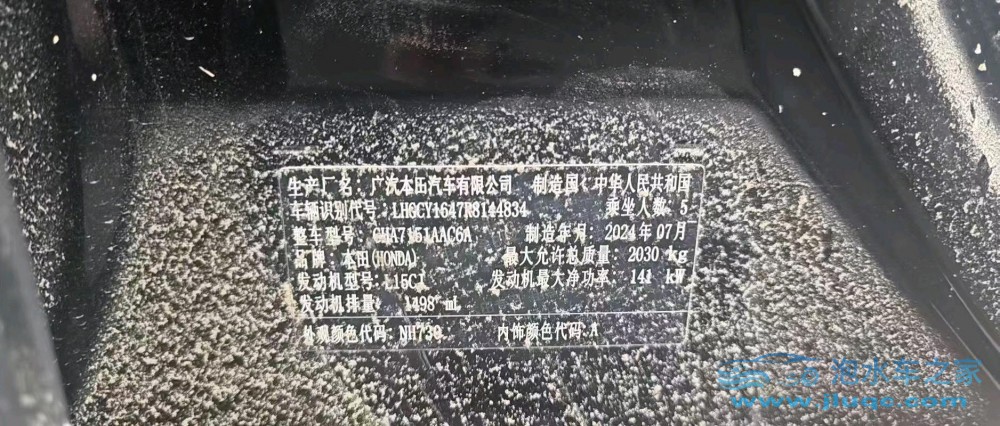 生产厂名：广汽本田汽车有限公司 制造国：中华人民共和国
车辆识别代号：LHGCY1647R8144834 乘坐人数：5
整车型号：GHA7151AAC6A 制造年月：2024年07月
品牌：本田(HONDA) 最大允许总质量：2030 kg
发动机型号：L15CJ 发动机最大净功率：141 kW
发动机排量： 1498 mL
外观颜色代码：NH730 内饰颜色代码：A
泡水车之家